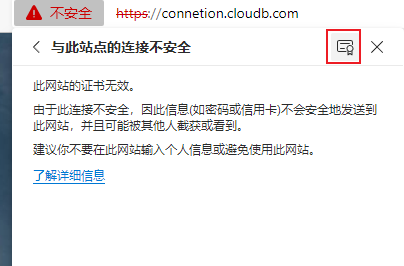 不安全 https://connetion.cloudb.com
与此站点的连接不安全
此网站的证书无效。
由于此连接不安全，因此信息(如密码或信用卡)不会安全地发送到
此网站，并且可能被其他人截获或看到。
建议你不要在此网站输入个人信息或避免使用此网站。
了解详细信息